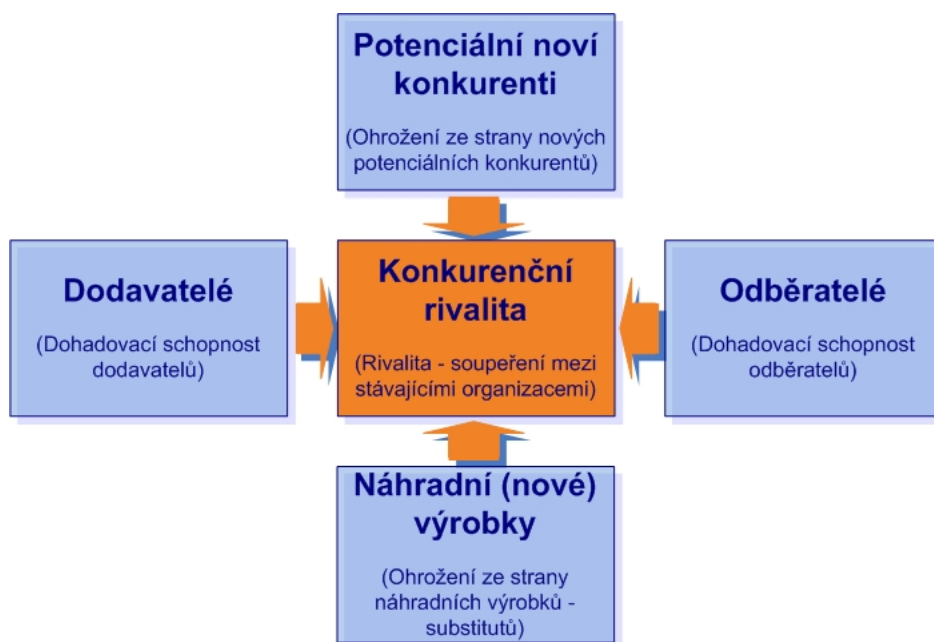 Potenciální noví
konkurenti
(Ohrožení ze strany nových
potenciálních konkurentů)
Dodavatelé
(Dohadovací schopnost
dodavatelů)
Konkurenční
rivalita
(Rivalita - soupeření mezi
stávajícími organizacemi)
Odběratelé
(Dohadovací schopnost
odběratelů)
Náhradní (nové)
výrobky
(Ohrožení ze strany
náhradních výrobků -
substitutů)